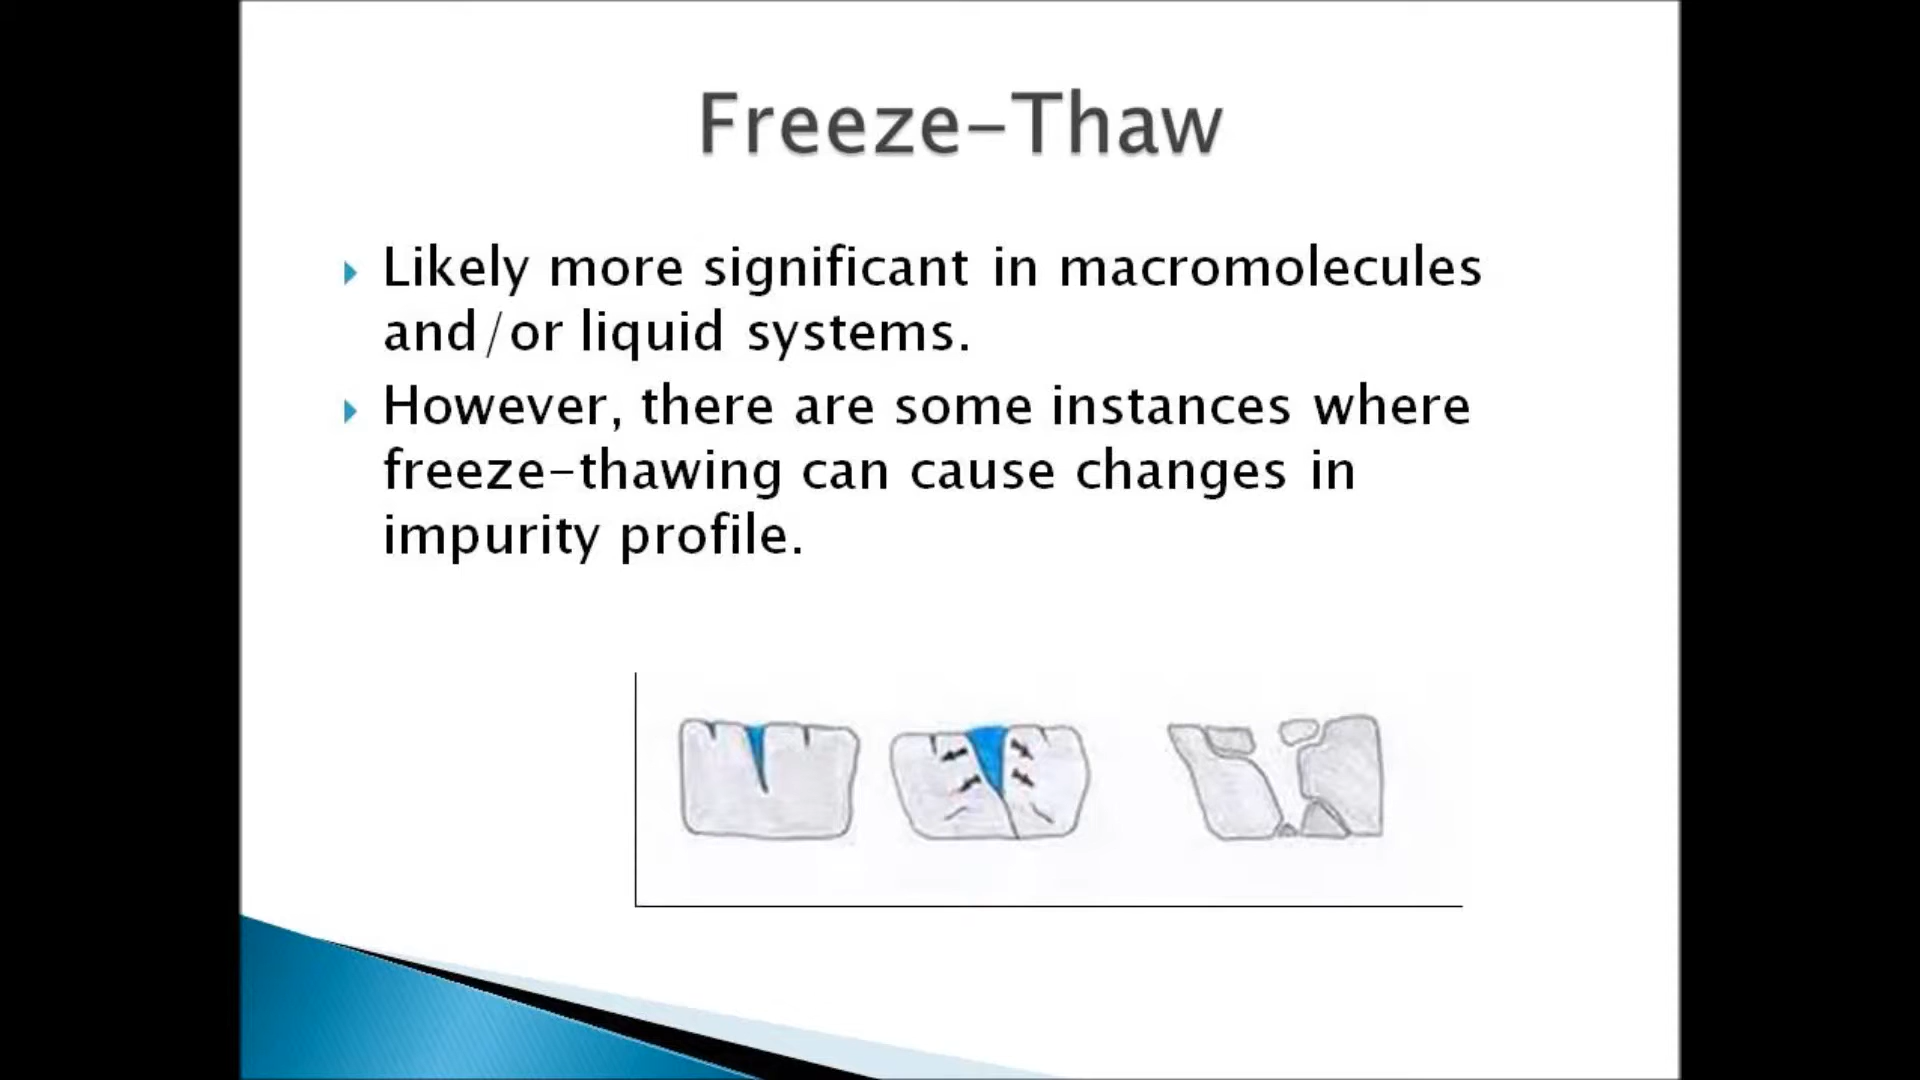 Freeze-Thaw
Likely more significant in macromolecules
and/or liquid systems.
However, there are some instances where
freeze-thawing can cause changes in
impurity profile.